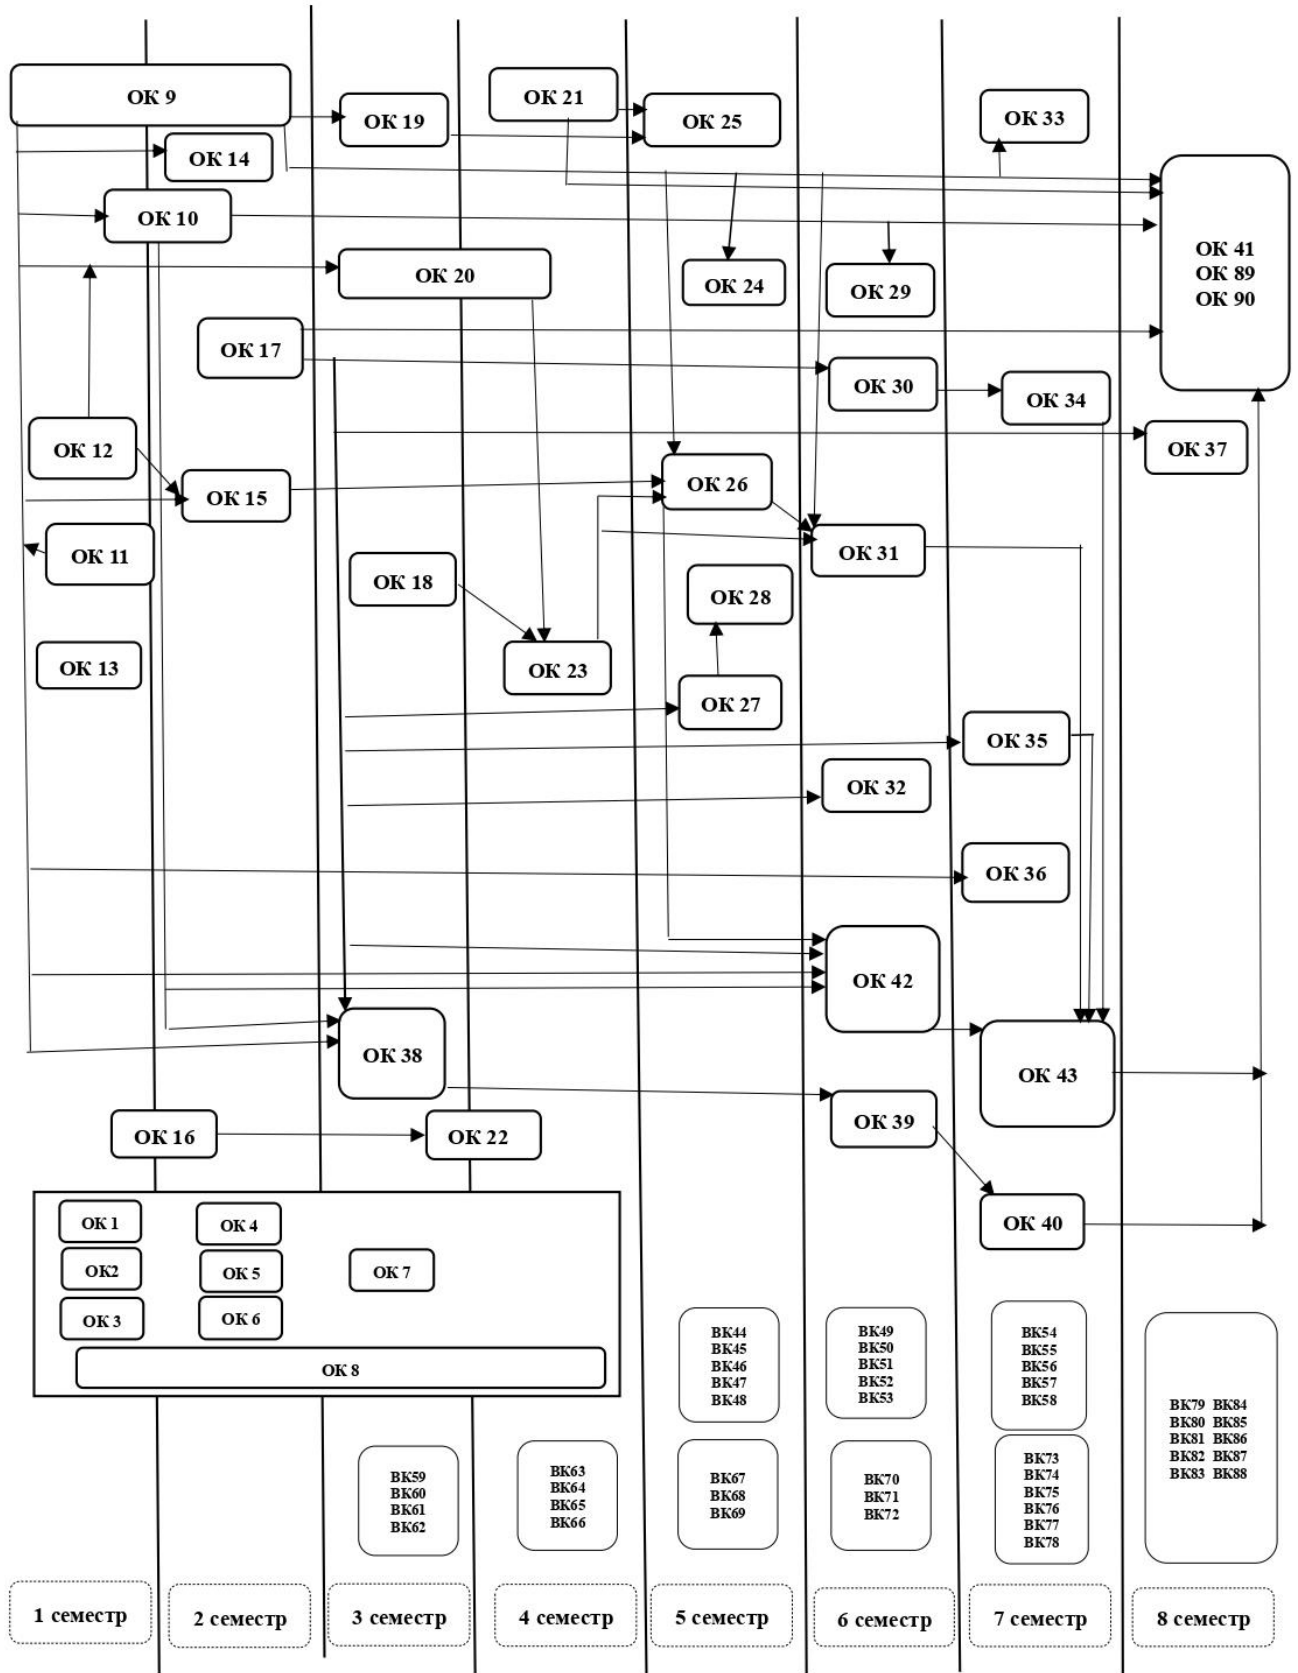 ОК 9
ОК 21
ОК 19
ОК 25
ОК 33
ОК 14
ОК 10
ОК 20
ОК 24
ОК 29
ОК 41
ОК 89
ОК 90
ОК 17
ОК 30
ОК 34
ОК 12
ОК 37
ОК 15
ОК 26
ОК 11
ОК 31
ОК 18
ОК 28
ОК 13
ОК 23
ОК 27
ОК 35
ОК 32
ОК 36
ОК 42
ОК 38
ОК 43
ОК 16
ОК 22
ОК 39
ОК 40
ОК 1
ОК 4
ОК2
ОК 5
ОК 7
ОК 3
ОК 6
ОК 8
ВК44
ВК45
ВК46
ВК47
ВК48
ВК49
ВК50
ВК51
ВК52
ВК53
ВК54
ВК55
ВК56
ВК57
ВК58
ВК79 ВК84
ВК80 ВК85
ВК81 ВК86
ВК82 ВК87
ВК83 ВК88
ВК59
ВК60
ВК61
ВК62
ВК63
ВК64
ВК65
ВК66
ВК67
ВК68
ВК69
ВК70
ВК71
ВК72
ВК73
ВК74
ВК75
ВК76
ВК77
ВК78
1 семестр
2 семестр
3 семестр
4 семестр
5 семестр
6 семестр
7 семестр
8 семестр